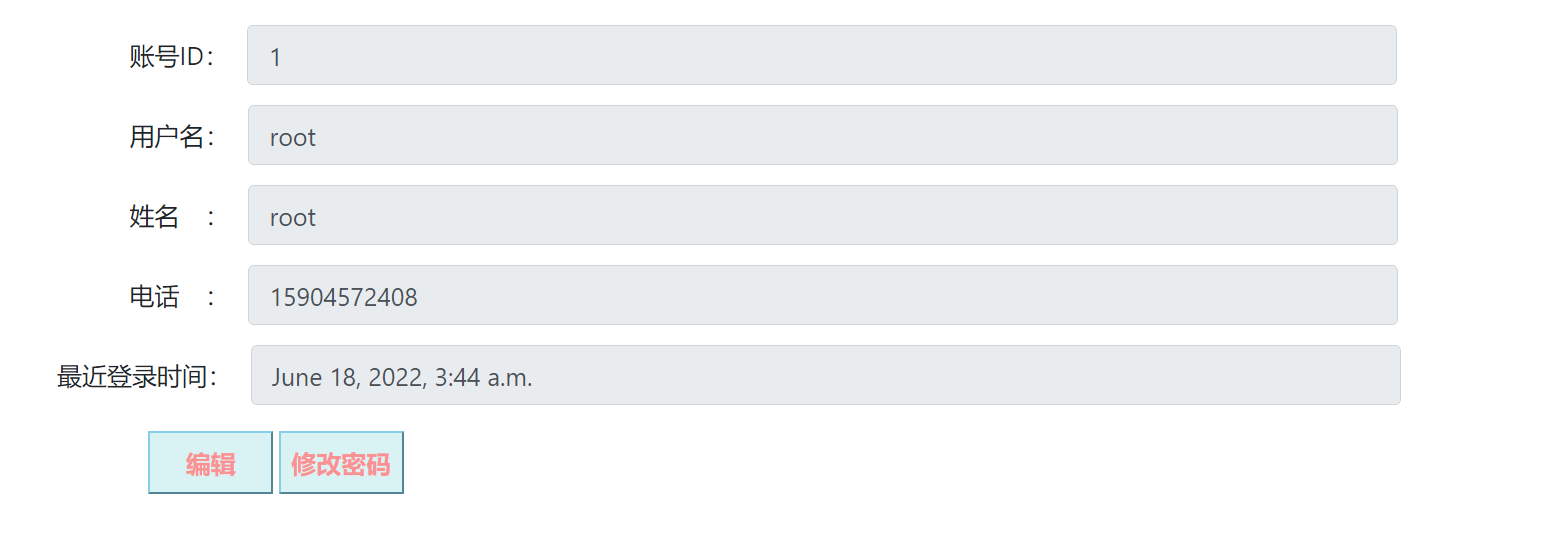 账号ID： 1
用户名： root
姓名 ： root
电话 ： 15904572408
最近登录时间： June 18, 2022, 3:44 a.m.
编辑 修改密码